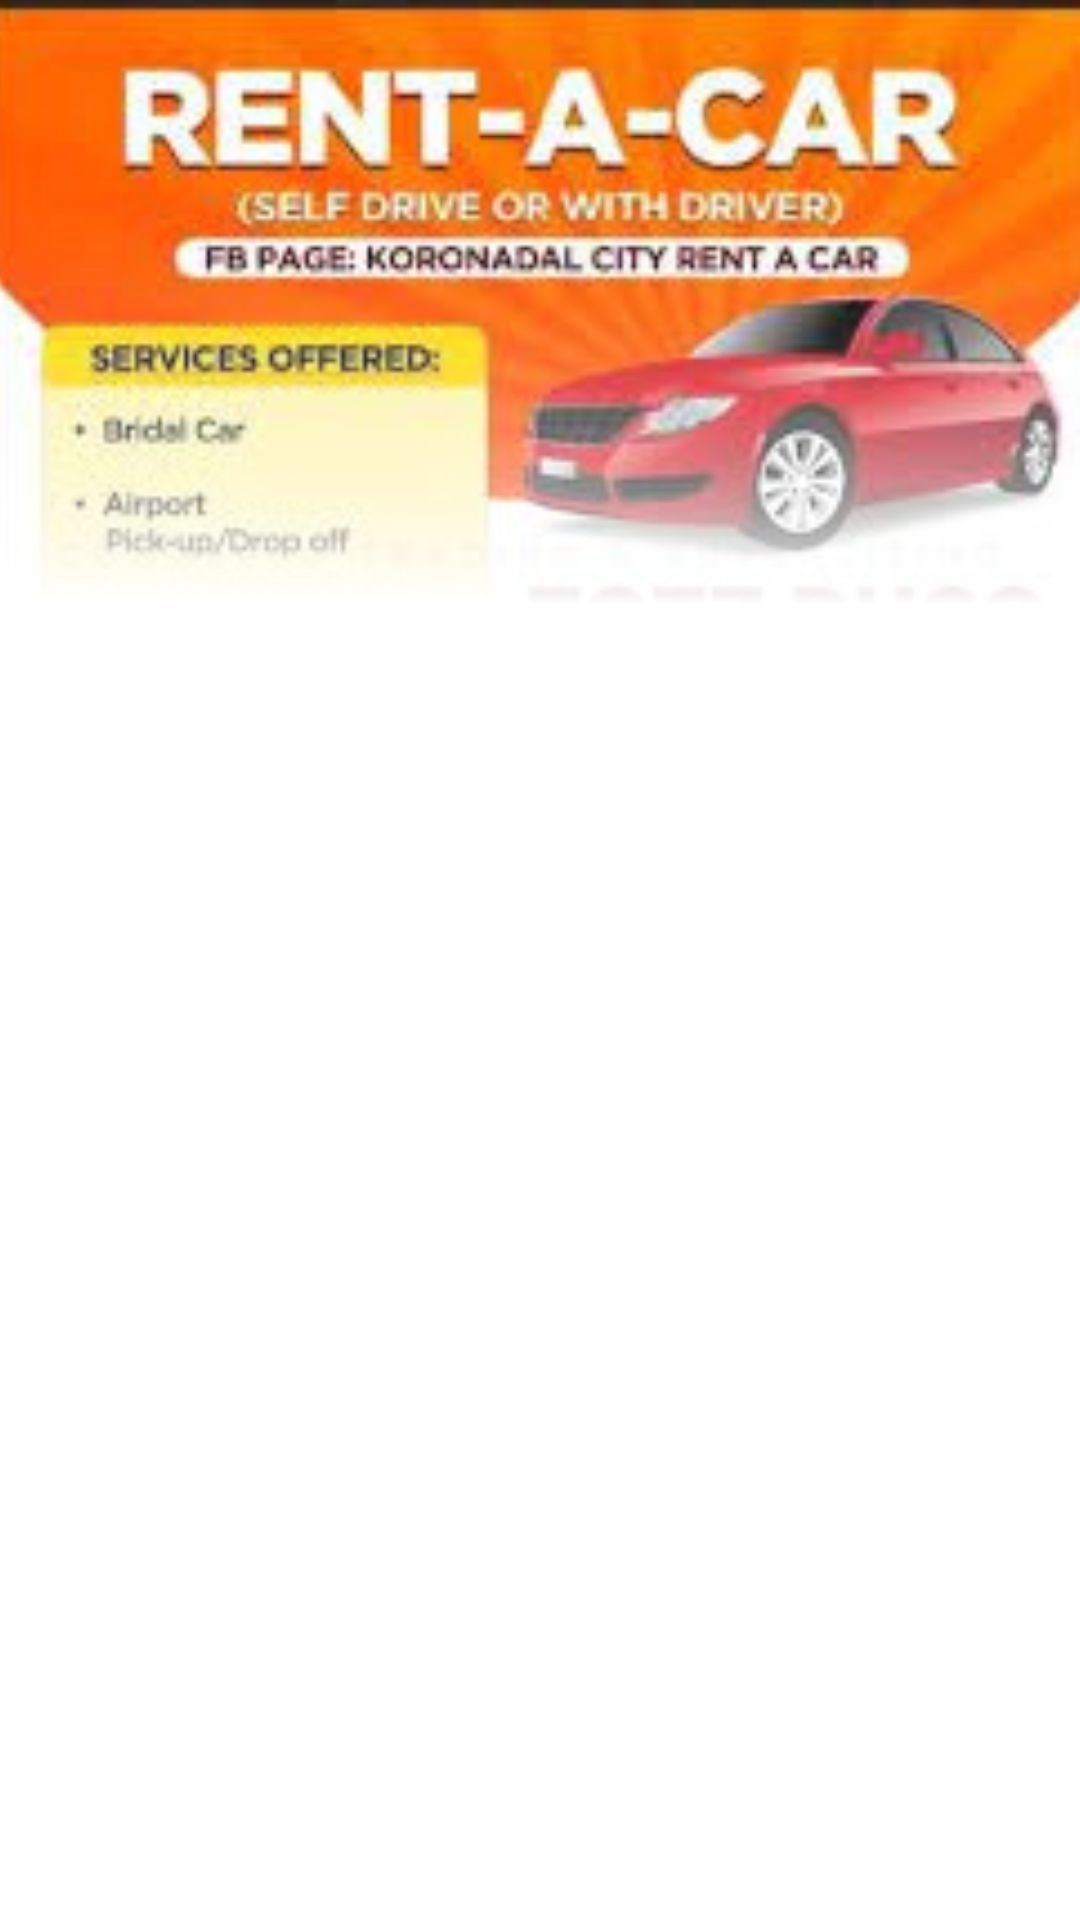 RENT-A-CAR
(SELF DRIVE OR WITH DRIVER)
FB PAGE: KORONADAL CITY RENT A CAR
SERVICES OFFERED:
• Bridal Car
• Airport
Pick-up/Drop off